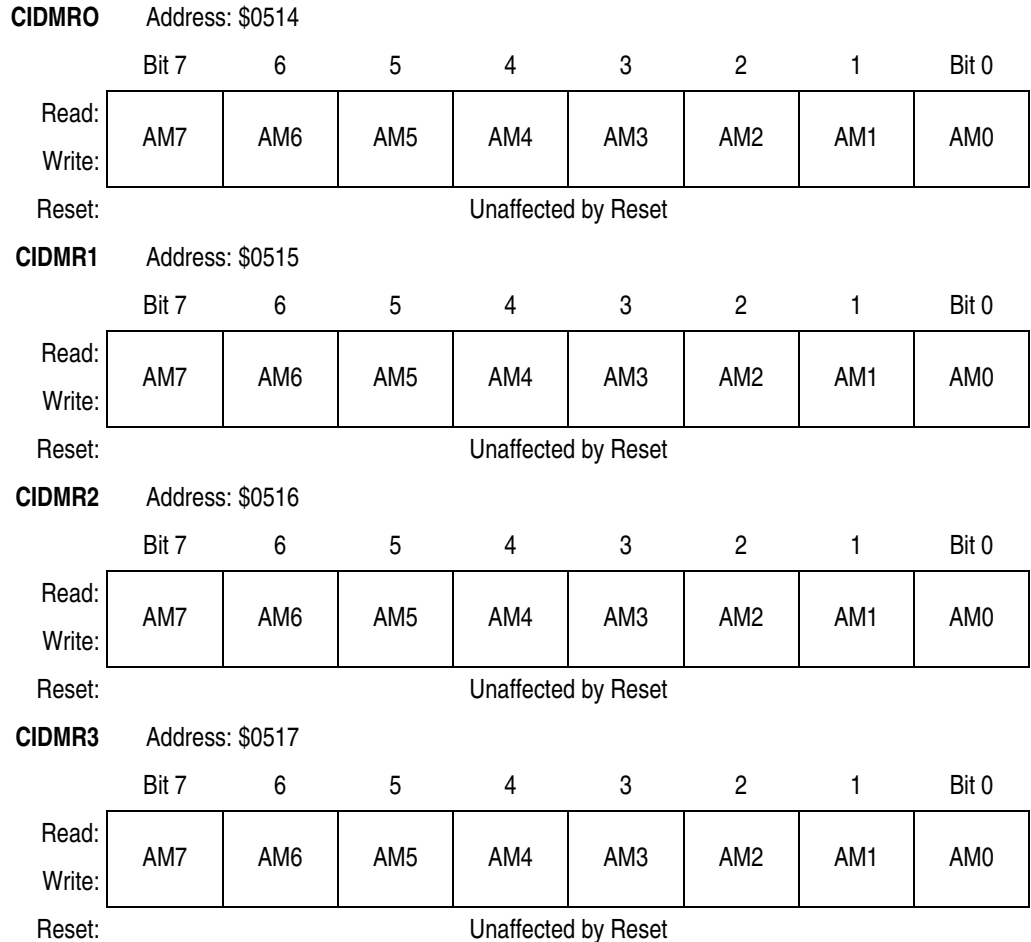 CIDMRO Address: $0514
Bit 7 6 5 4 3 2 1 Bit 0
Read:
AM7 AM6 AM5 AM4 AM3 AM2 AM1 AM0
Write:
Reset: Unaffected by Reset
CIDMR1 Address: $0515
Bit 7 6 5 4 3 2 1 Bit 0
Read:
AM7 AM6 AM5 AM4 AM3 AM2 AM1 AM0
Write:
Reset: Unaffected by Reset
CIDMR2 Address: $0516
Bit 7 6 5 4 3 2 1 Bit 0
Read:
AM7 AM6 AM5 AM4 AM3 AM2 AM1 AM0
Write:
Reset: Unaffected by Reset
CIDMR3 Address: $0517
Bit 7 6 5 4 3 2 1 Bit 0
Read:
AM7 AM6 AM5 AM4 AM3 AM2 AM1 AM0
Write:
Reset: Unaffected by Reset